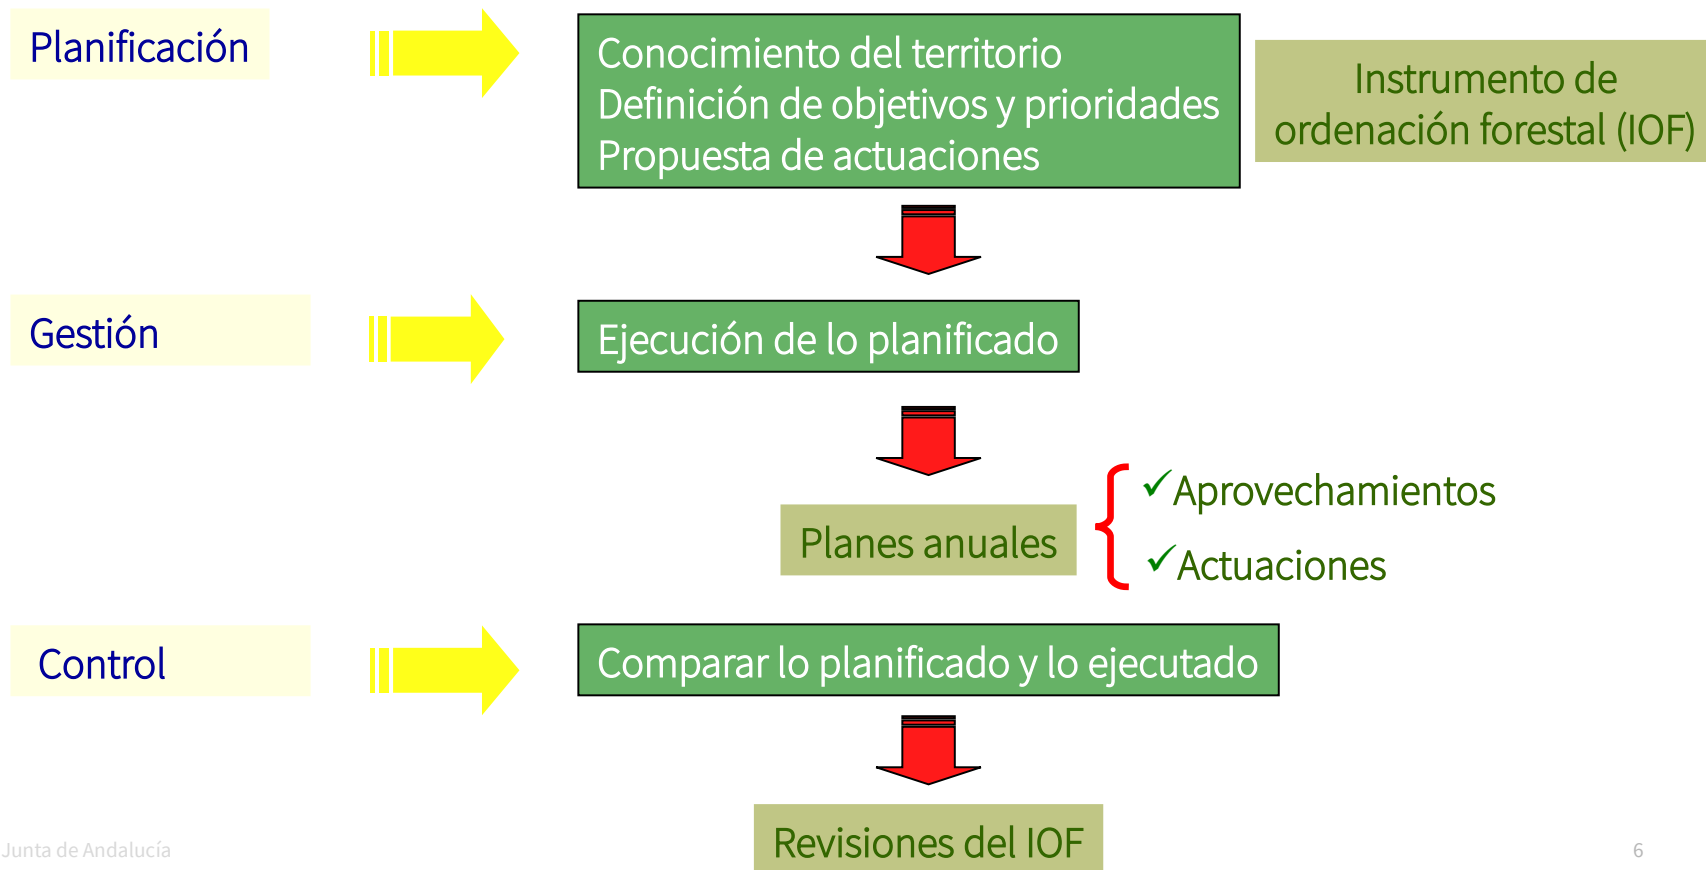 Planificación
Conocimiento del territorio
Definición de objetivos y prioridades
Propuesta de actuaciones
Instrumento de
ordenación forestal (IOF)
Gestión
Ejecución de lo planificado
Planes anuales
✓Aprovechamientos
✓Actuaciones
Control
Comparar lo planificado y lo ejecutado
Revisiones del IOF
Junta de Andalucía
6